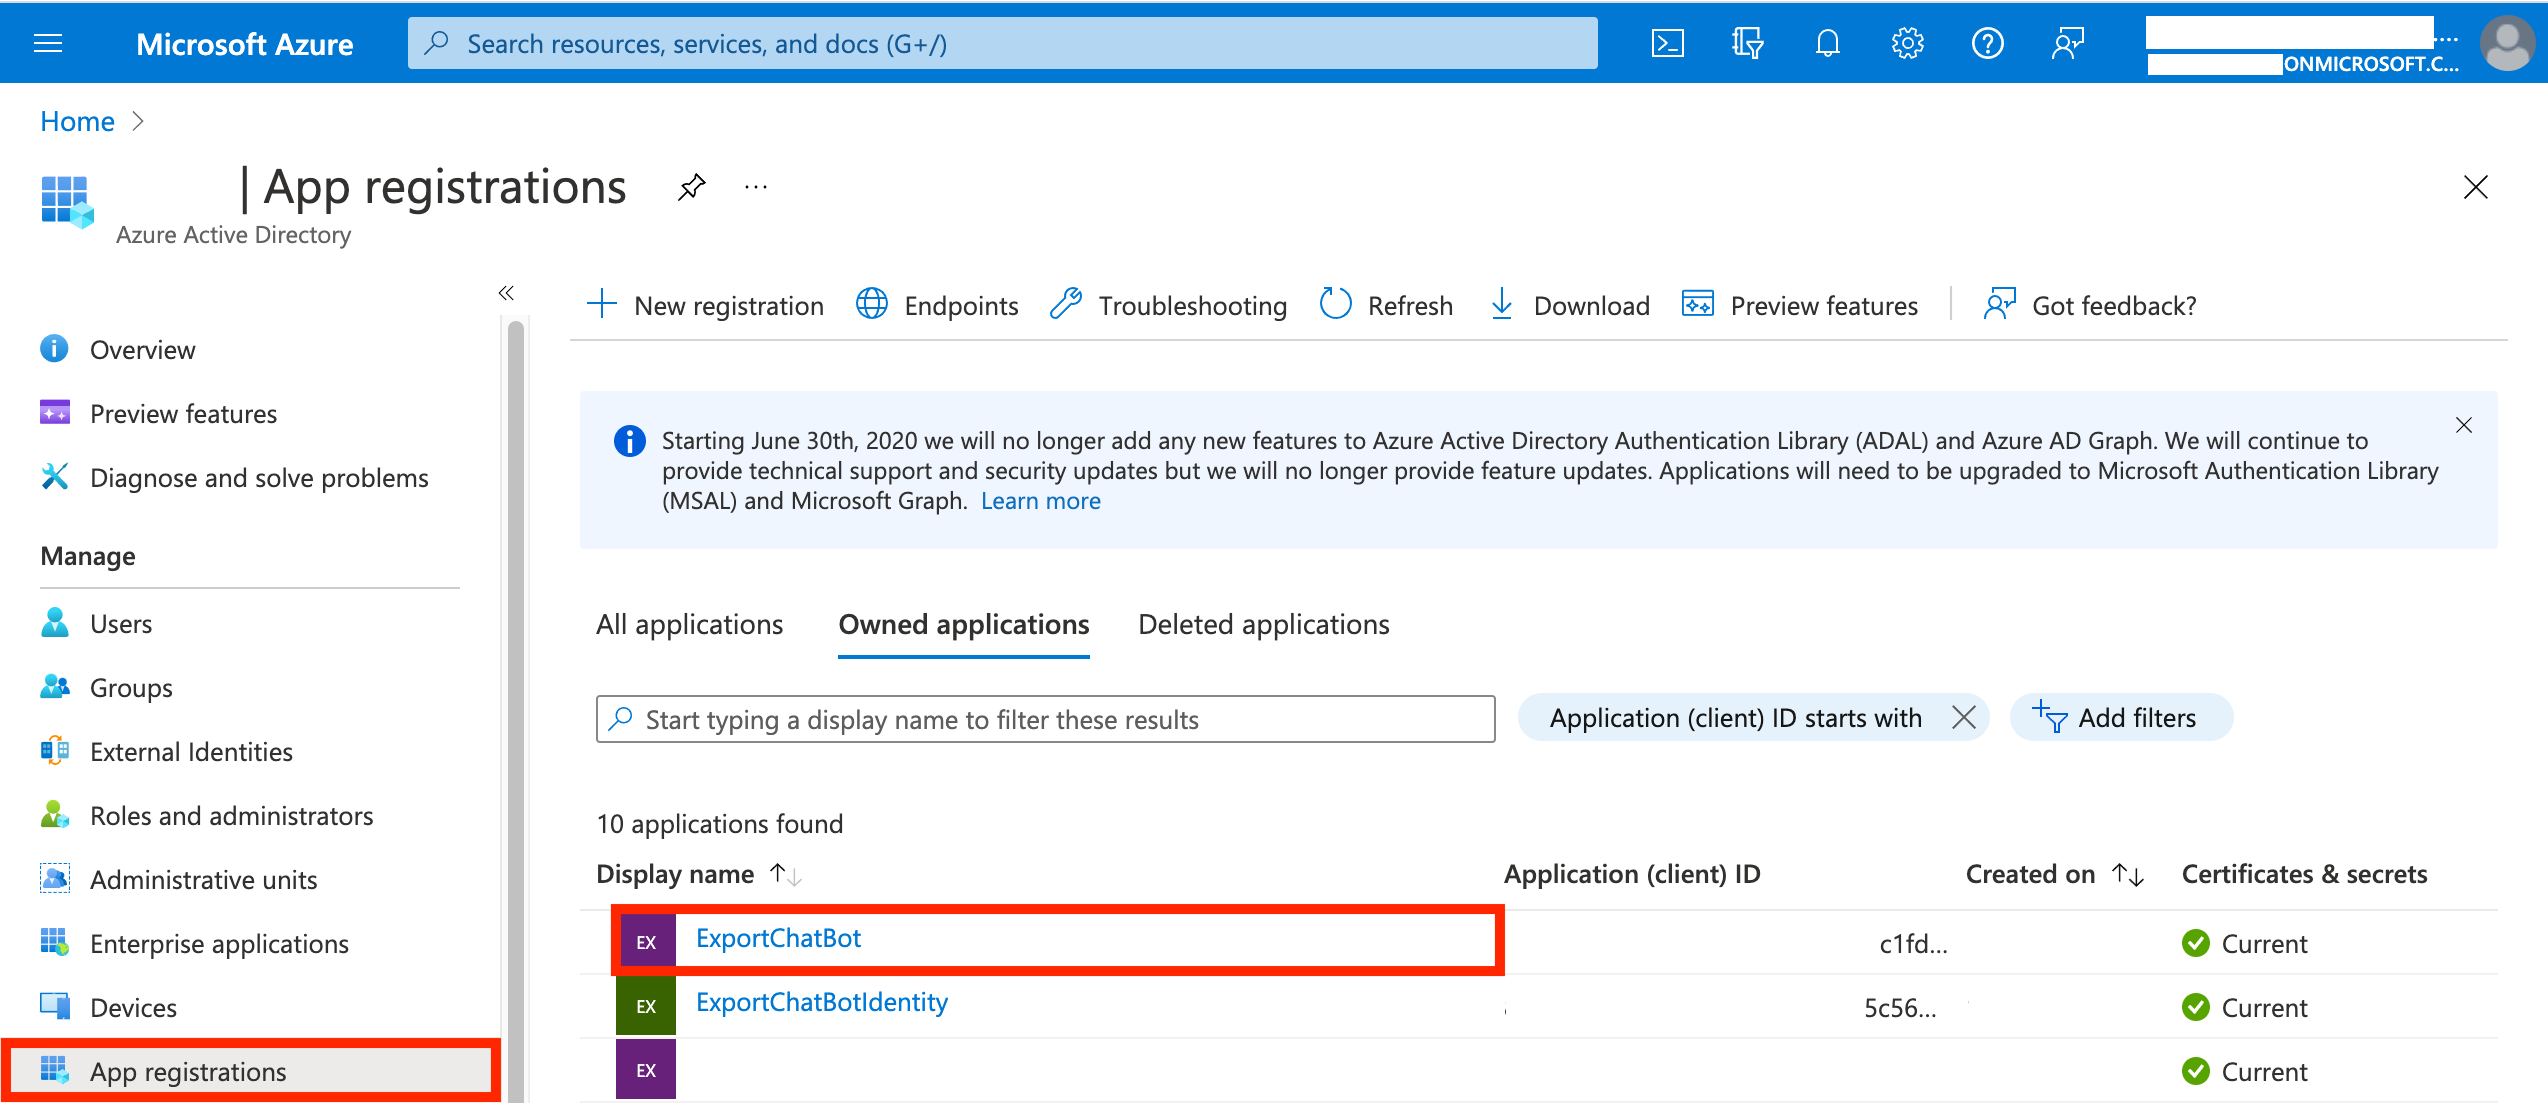 Microsoft Azure
Search resources, services, and docs (G+/)
....
ONMICROSOFT.C...
Home
| App registrations
...
Azure Active Directory
New registration
Endpoints
Troubleshooting
Refresh
Download
Preview features
Got feedback?
Overview
Preview features
Diagnose and solve problems
Manage
Users
Groups
External Identities
Roles and administrators
Administrative units
Enterprise applications
Devices
App registrations
Starting June 30th, 2020 we will no longer add any new features to Azure Active Directory Authentication Library (ADAL) and Azure AD Graph. We will continue to
provide technical support and security updates but we will no longer provide feature updates. Applications will need to be upgraded to Microsoft Authentication Library
(MSAL) and Microsoft Graph. Learn more
All applications Owned applications Deleted applications
Start typing a display name to filter these results
Application (client) ID starts with
Add filters
10 applications found
Display name Application (client) ID Created on Certificates & secrets
EX ExportChatBot c1fd... Current
EX ExportChatBotIdentity 5c56... Current
EX Current